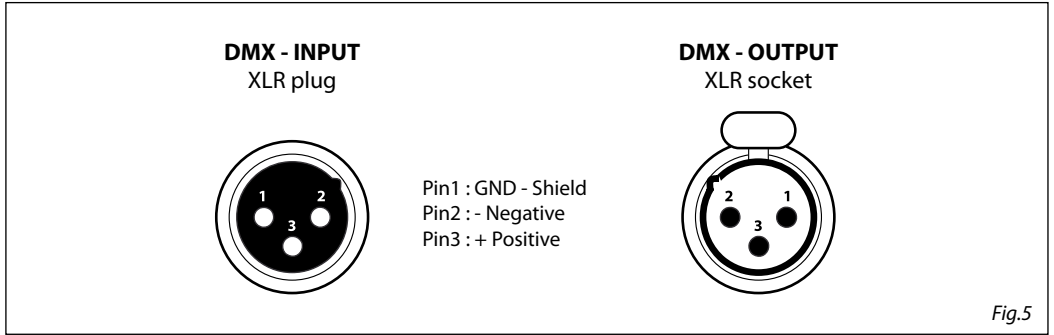 DMX - INPUT
XLR plug
DMX - OUTPUT
XLR socket
1 2
3
Pin1 : GND - Shield
Pin2 : - Negative
Pin3 : + Positive
2 1
3
Fig.5